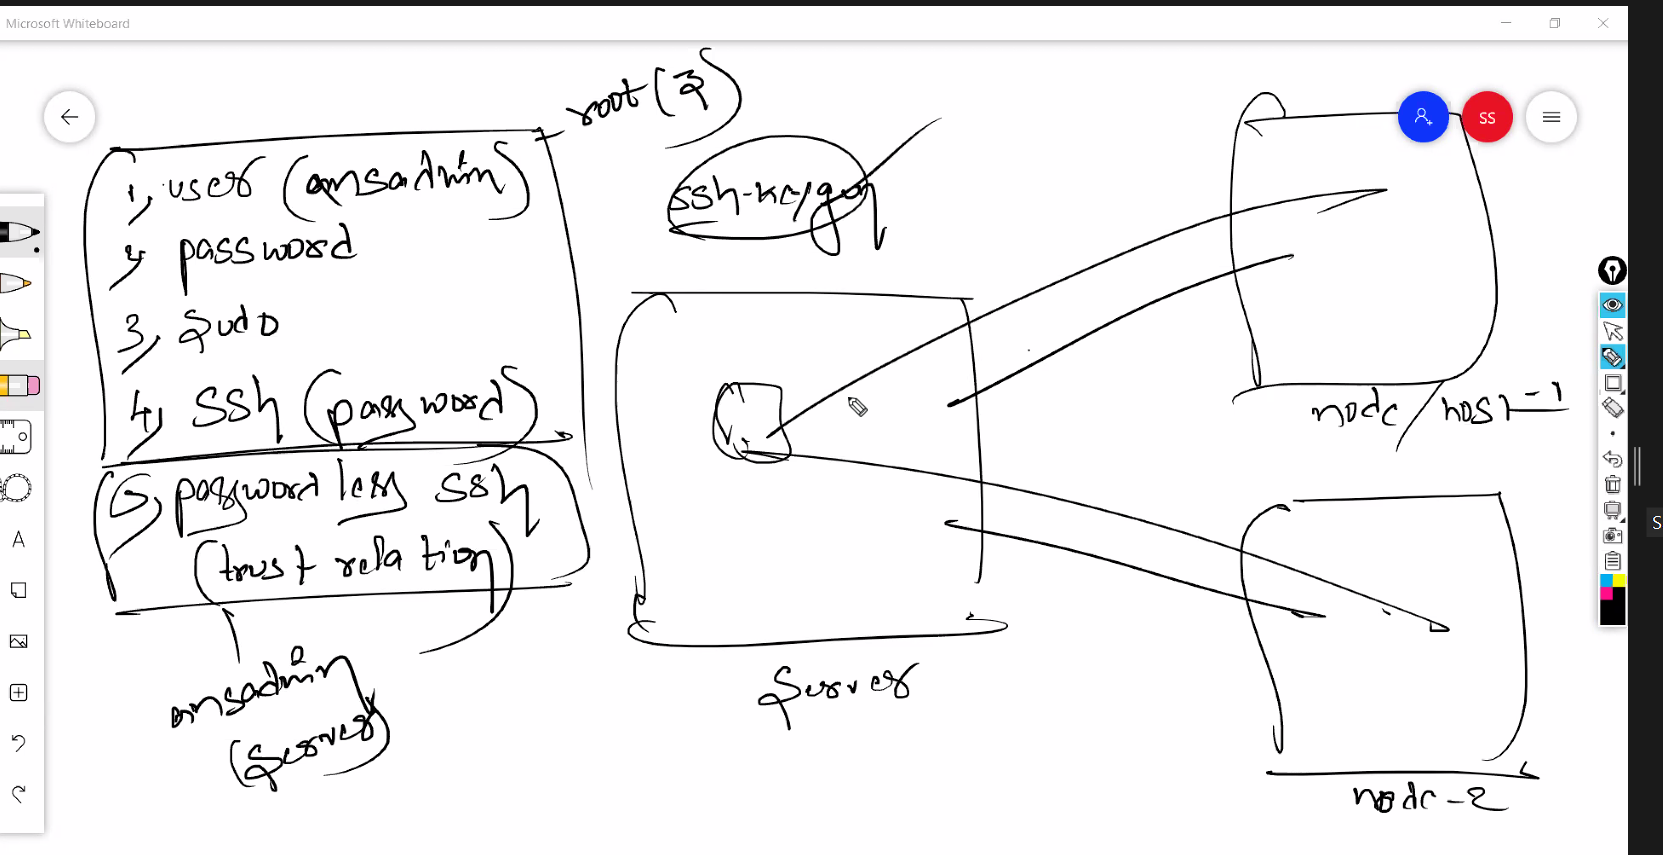 Microsoft Whiteboard
root (3)
1, user (ansadmin)
2, password
3, sudo
4, ssh (password)
5, password less ssh
(trust relation)
ansadmin
(Server)
ssh-keygen
Server
node / host-1
node-2
SS
A
S